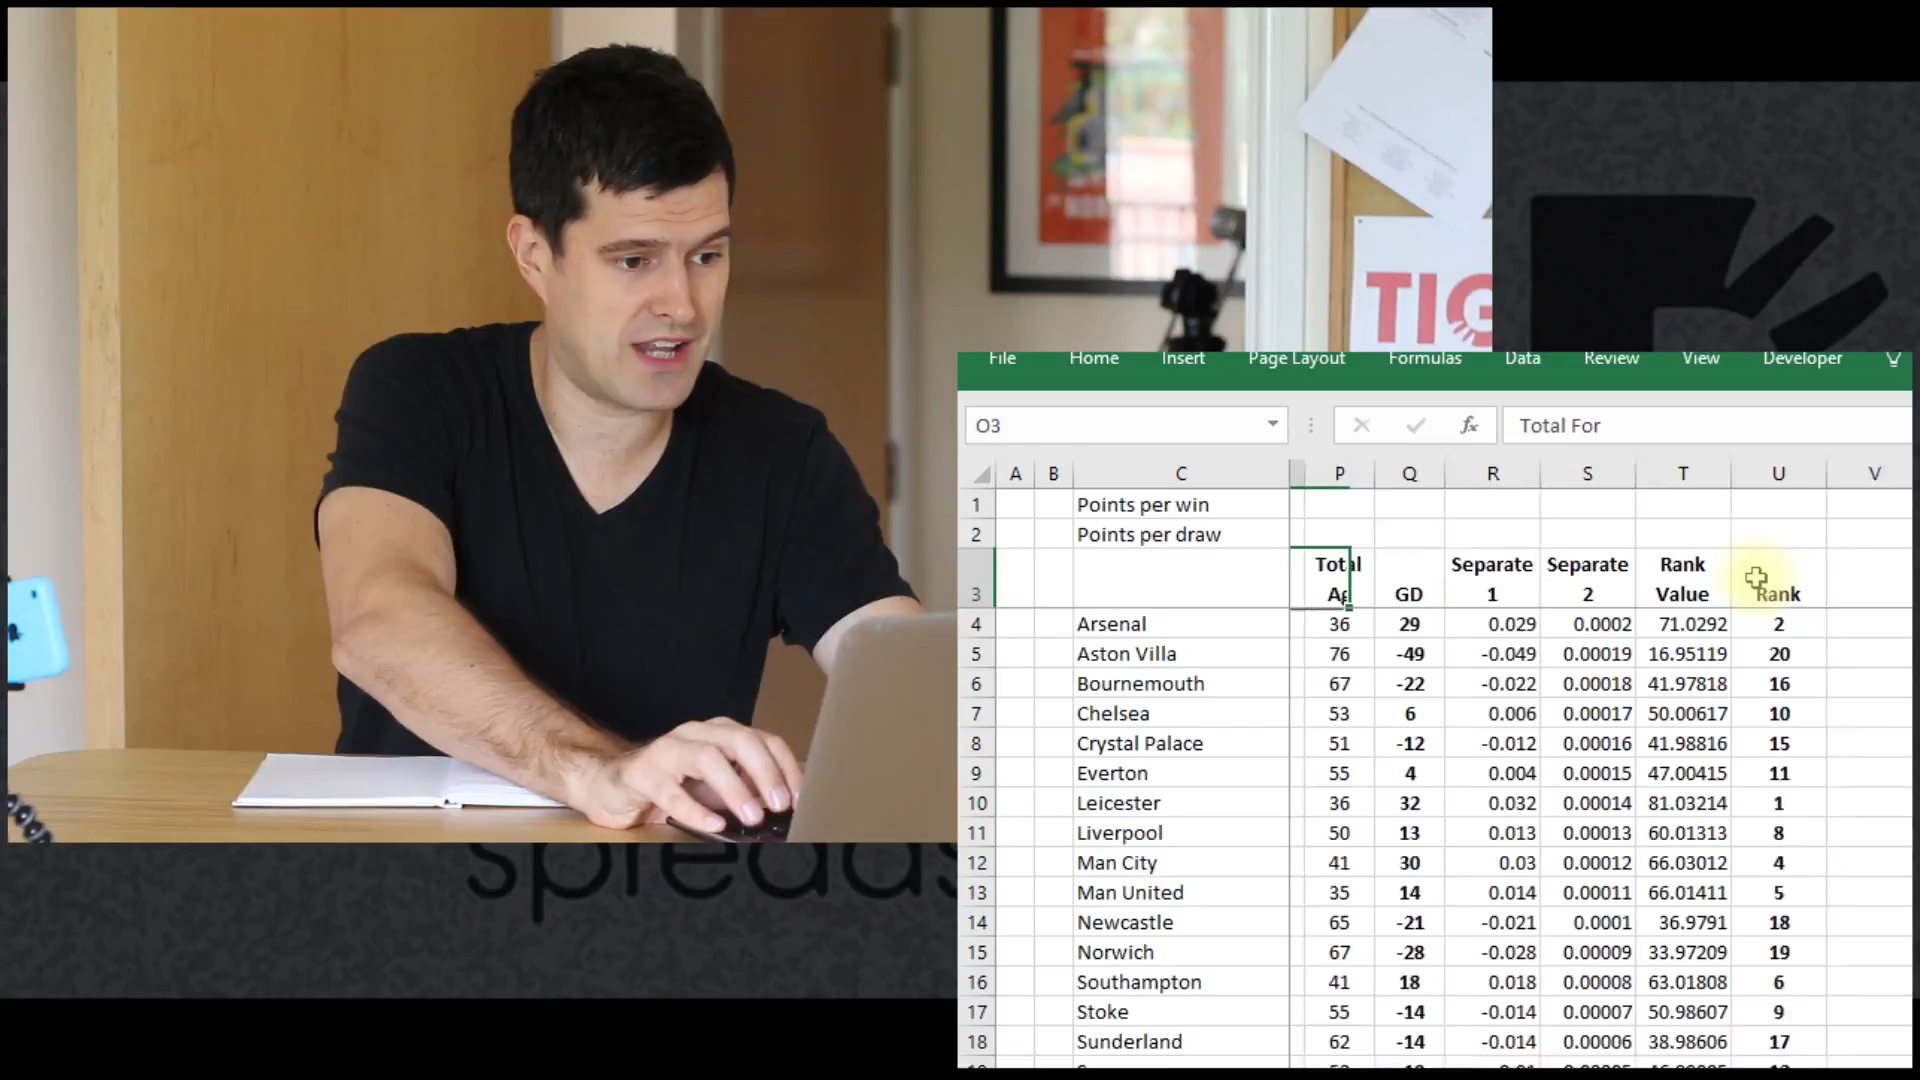 TIG
File Home Insert Page Layout Formulas Data Review View Developer
O3 fx Total For
A B C P Q R S T U V
1 Points per win
2 Points per draw
Total Separate Separate Rank
3 GD 1 2 Value Rank
4 Arsenal 36 29 0.029 0.0002 71.0292 2
5 Aston Villa 76 -49 -0.049 0.00019 16.95119 20
6 Bournemouth 67 -22 -0.022 0.00018 41.97818 16
7 Chelsea 53 6 0.006 0.00017 50.00617 10
8 Crystal Palace 51 -12 -0.012 0.00016 41.98816 15
9 Everton 55 4 0.004 0.00015 47.00415 11
10 Leicester 36 32 0.032 0.00014 81.03214 1
11 Liverpool 50 13 0.013 0.00013 60.01313 8
12 Man City 41 30 0.03 0.00012 66.03012 4
13 Man United 35 14 0.014 0.00011 66.01411 5
14 Newcastle 65 -21 -0.021 0.0001 36.9791 18
15 Norwich 67 -28 -0.028 0.00009 33.97209 19
16 Southampton 41 18 0.018 0.00008 63.01808 6
17 Stoke 55 -14 -0.014 0.00007 50.98607 9
18 Sunderland 62 -14 -0.014 0.00006 38.98606 17
spreads